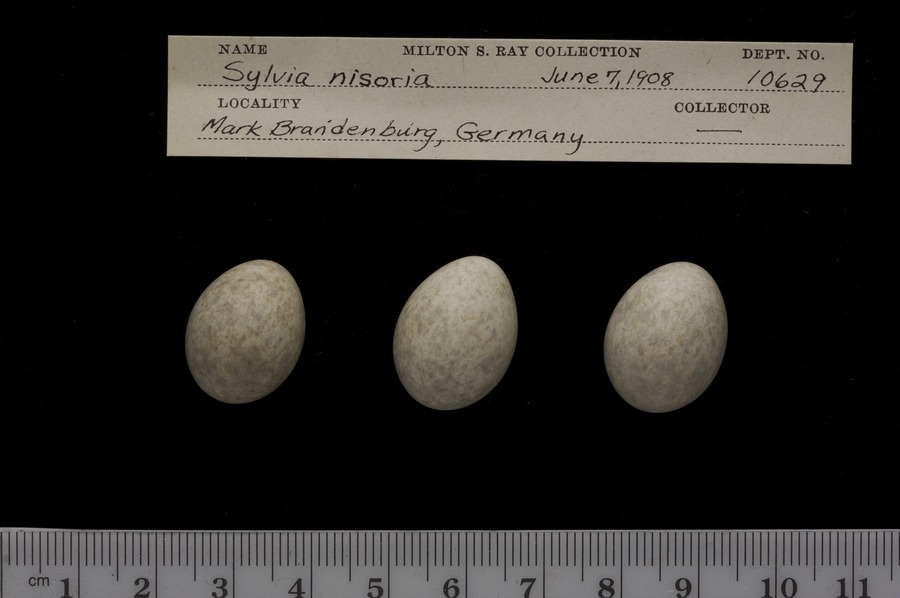 NAME MILTON S. RAY COLLECTION DEPT. NO.
Sylvia nisoria June 7, 1908 10629
LOCALITY COLLECTOR
Mark Brandenburg, Germany —
cm 1 2 3 4 5 6 7 8 9 10 11